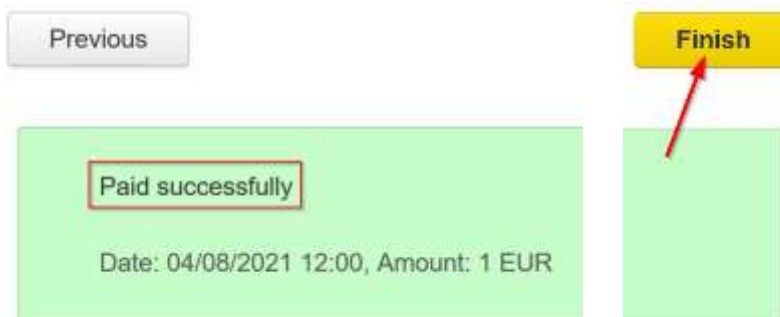 Previous
Finish
Paid successfully
Date: 04/08/2021 12:00, Amount: 1 EUR